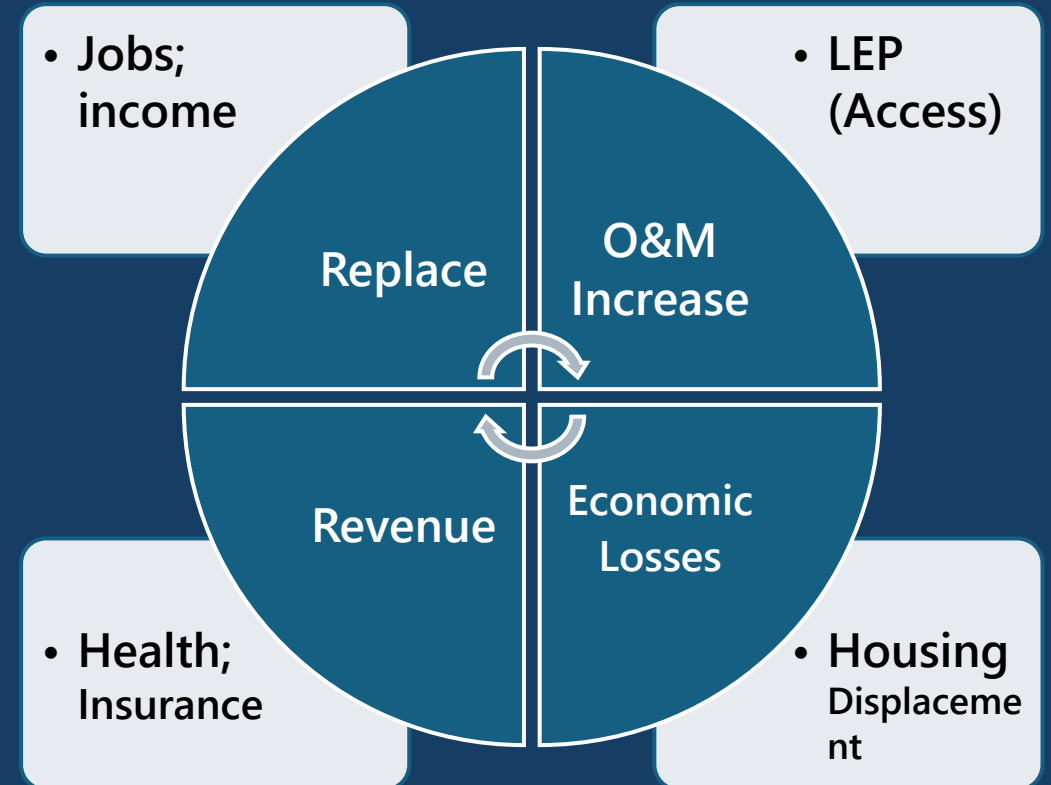 • Jobs;
income
• LEP
(Access)
Replace
O&M
Increase
Revenue
Economic
Losses
• Health;
Insurance
• Housing
Displaceme
nt